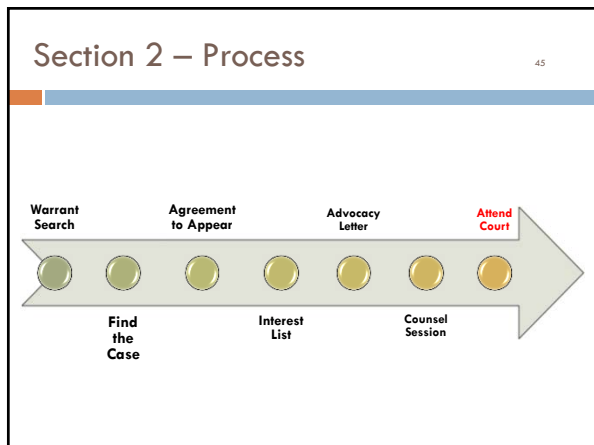 Section 2 – Process
45
Warrant
Search
Find
the
Case
Agreement
to Appear
Interest
List
Advocacy
Letter
Counsel
Session
Attend
Court